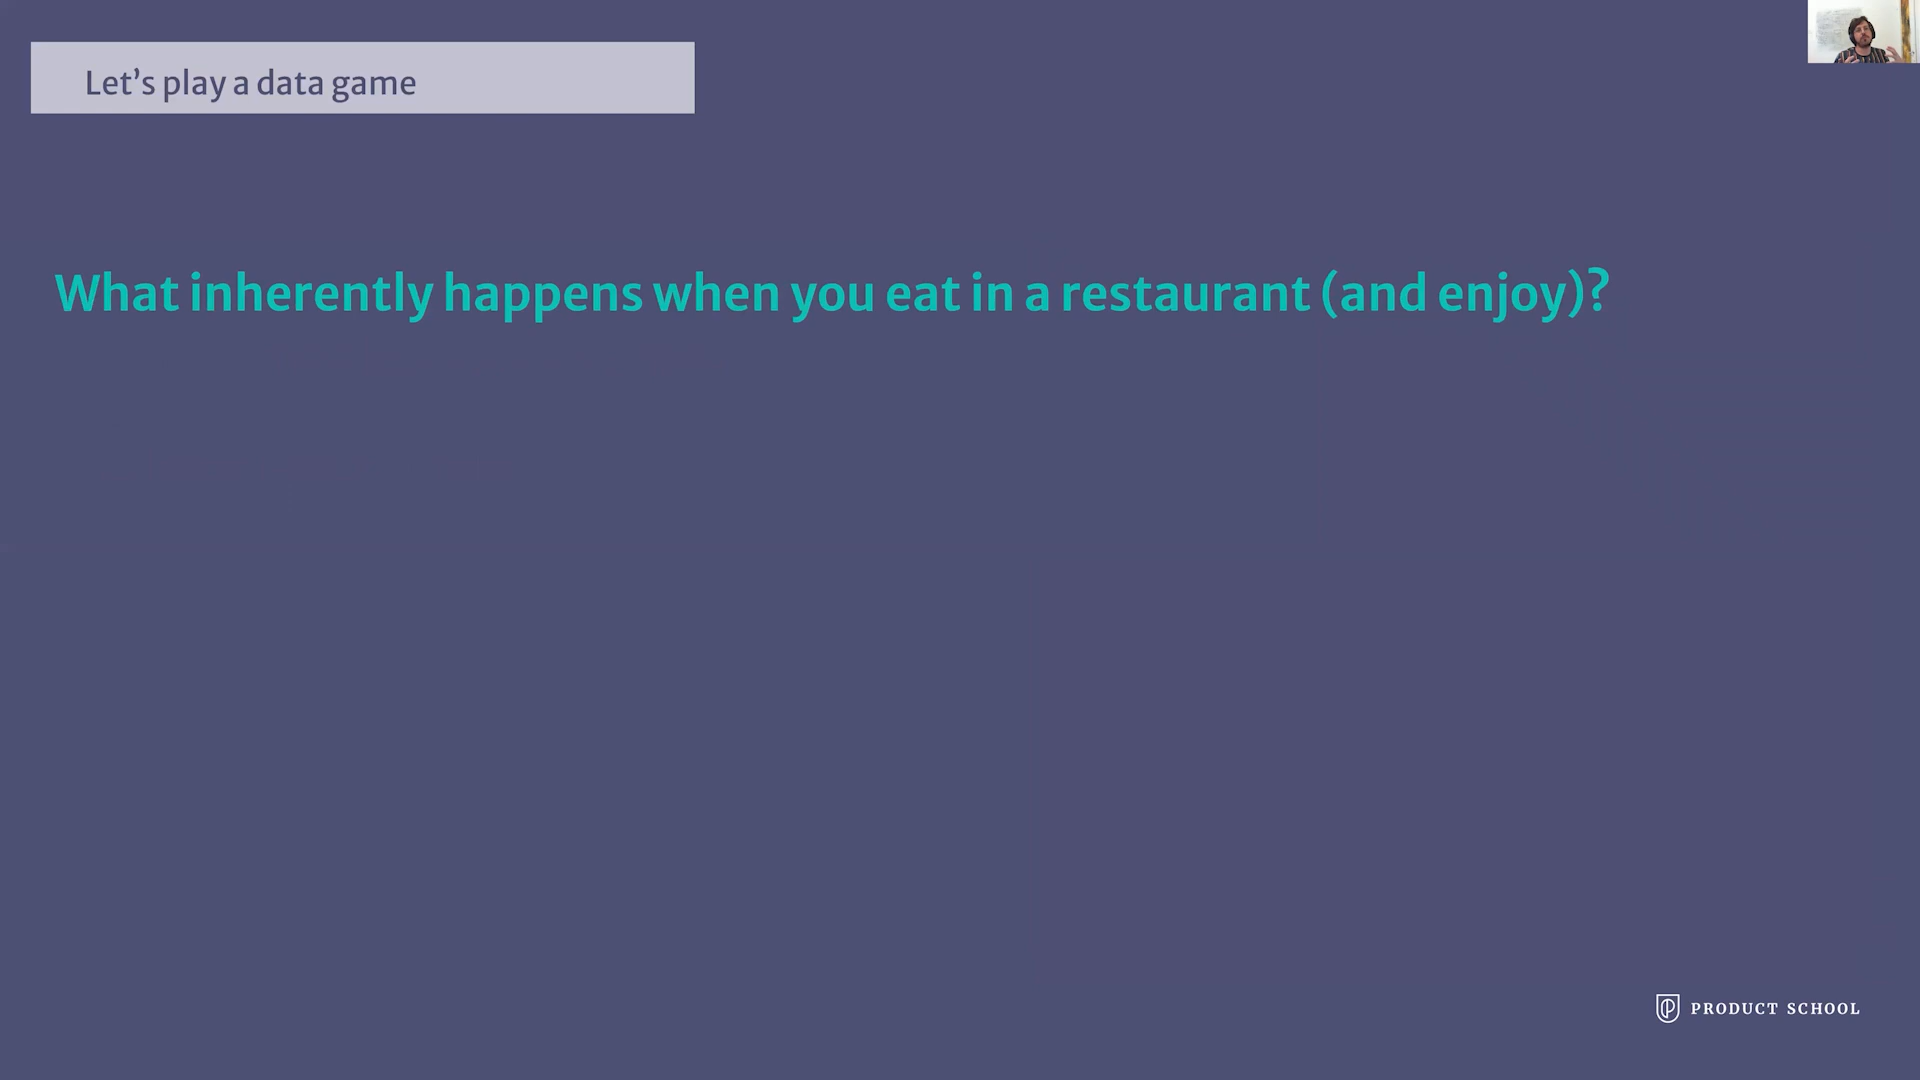 Let’s play a data game
What inherently happens when you eat in a restaurant (and enjoy)?
PRODUCT SCHOOL